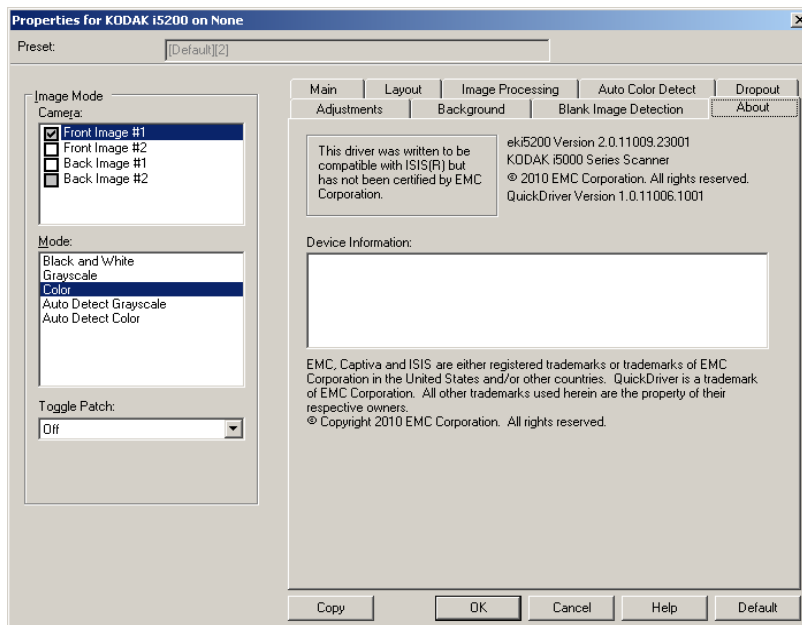 Properties for KODAK i5200 on None
Preset:
[Default][2]
Image Mode
Camera:
Front Image #1
Front Image #2
Back Image #1
Back Image #2
Mode:
Black and White
Grayscale
Color
Auto Detect Grayscale
Auto Detect Color
Toggle Patch:
Off
Main
Layout
Image Processing
Auto Color Detect
Dropout
Adjustments
Background
Blank Image Detection
About
This driver was written to be
compatible with ISIS(R) but
has not been certified by EMC
Corporation.
eki5200 Version 2.0.11009.23001
KODAK i5000 Series Scanner
© 2010 EMC Corporation. All rights reserved.
QuickDriver Version 1.0.11006.1001
Device Information:
EMC, Captiva and ISIS are either registered trademarks or trademarks of EMC
Corporation in the United States and/or other countries. QuickDriver is a trademark
of EMC Corporation. All other trademarks used herein are the property of their
respective owners.
© Copyright 2010 EMC Corporation. All rights reserved.
Copy
OK
Cancel
Help
Default